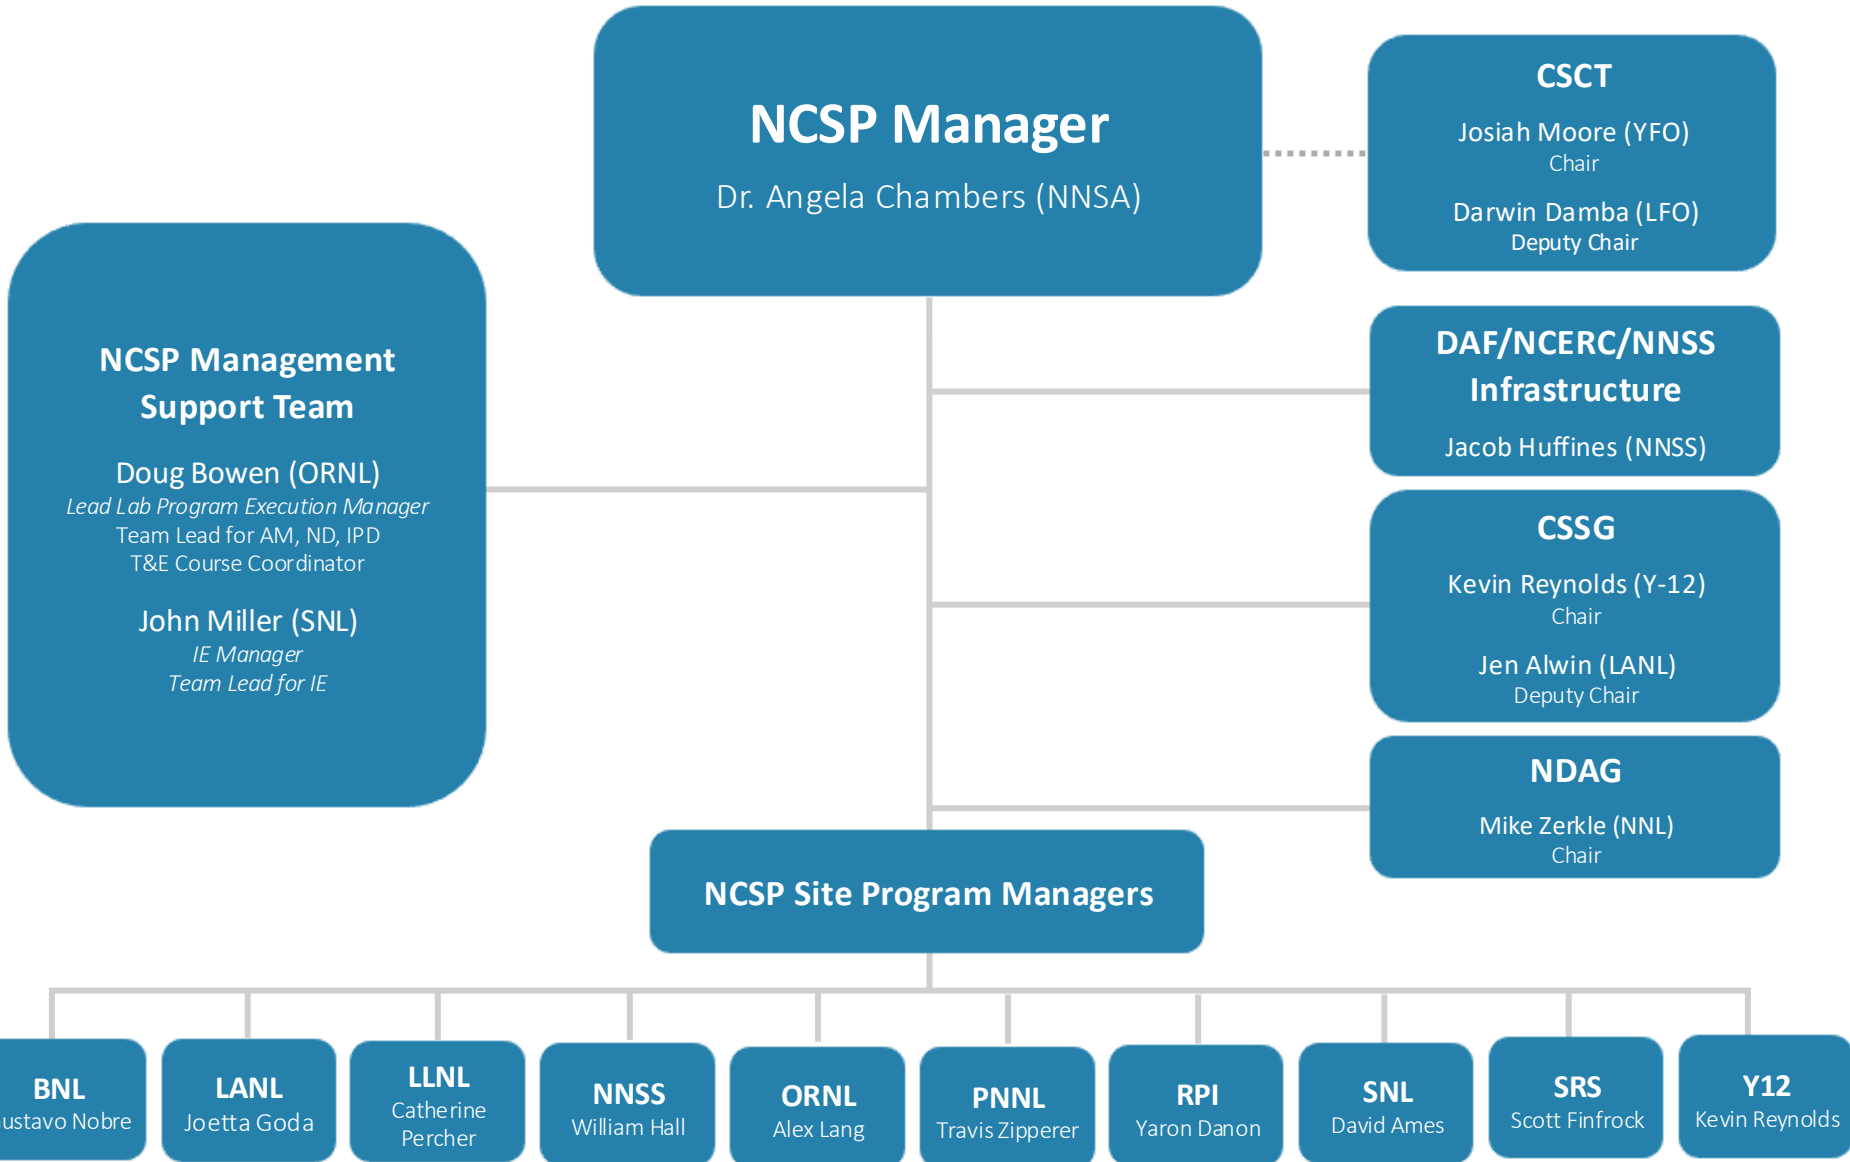 NCSP Manager
Dr. Angela Chambers (NNSA)
CSCT
Josiah Moore (YFO)
Chair
Darwin Damba (LFO)
Deputy Chair
NCSP Management
Support Team
Doug Bowen (ORNL)
Lead Lab Program Execution Manager
Team Lead for AM, ND, IPD
T&E Course Coordinator
John Miller (SNL)
IE Manager
Team Lead for IE
DAF/NCERC/NNSS
Infrastructure
Jacob Huffines (NNSS)
CSSG
Kevin Reynolds (Y-12)
Chair
Jen Alwin (LANL)
Deputy Chair
NDAG
Mike Zerkle (NNL)
Chair
NCSP Site Program Managers
BNL
ustavo Nobre
LANL
Joetta Goda
LLNL
Catherine
Percher
NNSS
William Hall
ORNL
Alex Lang
PNNL
Travis Zipperer
RPI
Yaron Danon
SNL
David Ames
SRS
Scott Finfrock
Y12
Kevin Reynolds